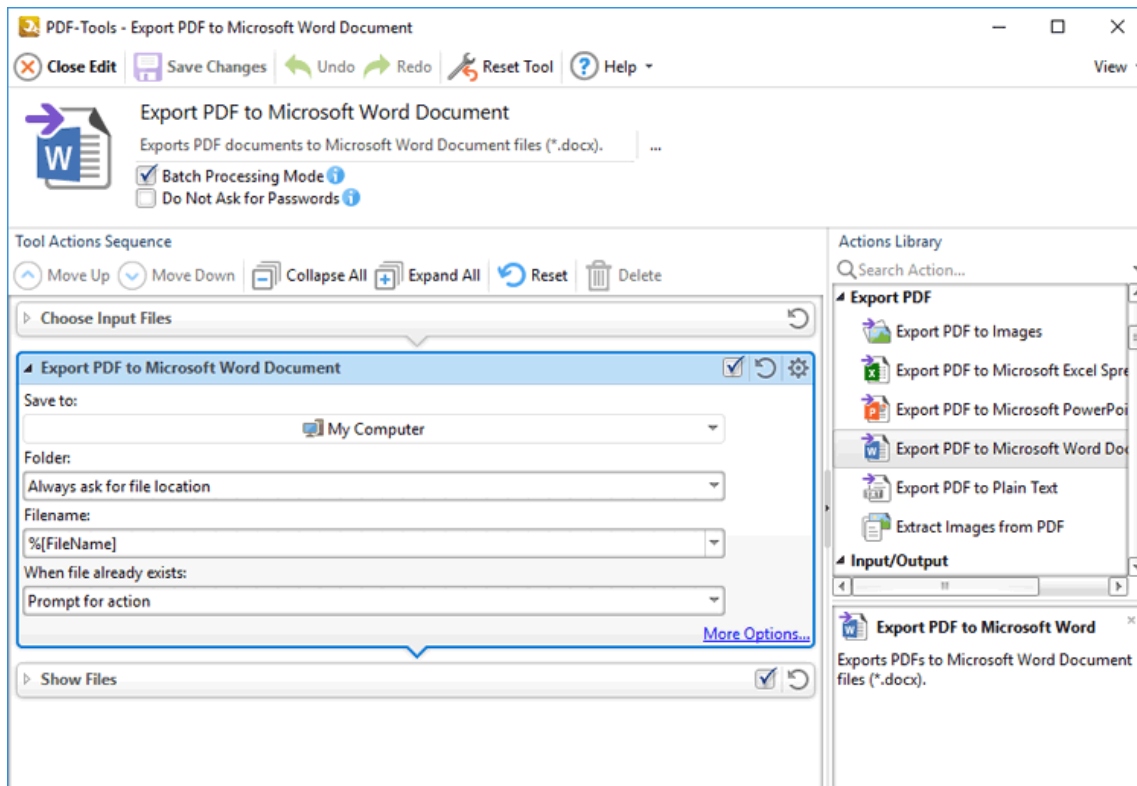 PDF-Tools - Export PDF to Microsoft Word Document
Close Edit Save Changes Undo Redo Reset Tool Help View
Export PDF to Microsoft Word Document
Exports PDF documents to Microsoft Word Document files (*.docx). ...
Batch Processing Mode
Do Not Ask for Passwords
Tool Actions Sequence
Move Up Move Down Collapse All Expand All Reset Delete
Choose Input Files
Export PDF to Microsoft Word Document
Save to:
My Computer
Folder:
Always ask for file location
Filename:
%[FileName]
When file already exists:
Prompt for action
More Options...
Show Files
Actions Library
Search Action...
Export PDF
Export PDF to Images
Export PDF to Microsoft Excel Spre
Export PDF to Microsoft PowerPoi
Export PDF to Microsoft Word Doc
Export PDF to Plain Text
Extract Images from PDF
Input/Output
Export PDF to Microsoft Word
Exports PDFs to Microsoft Word Document
files (*.docx).